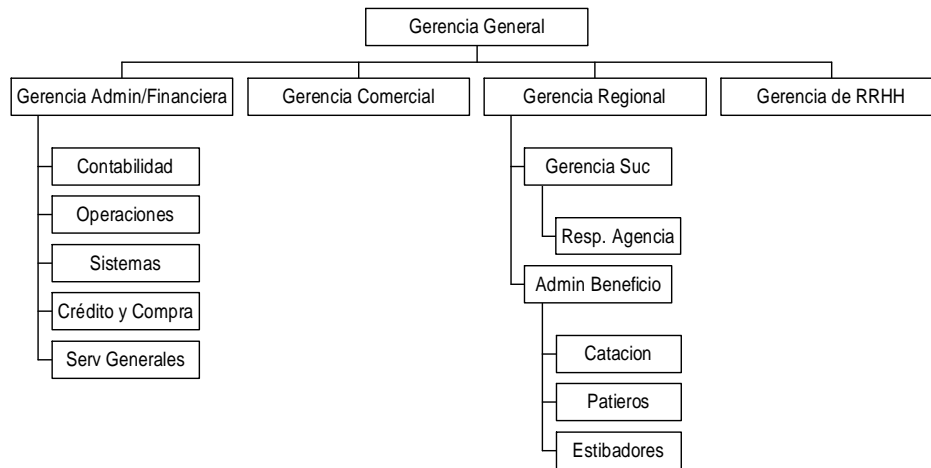 Gerencia General
Gerencia Admin/Financiera
Gerencia Comercial
Gerencia Regional
Gerencia de RRHH
Contabilidad
Operaciones
Sistemas
Crédito y Compra
Serv Generales
Gerencia Suc
Resp. Agencia
Admin Beneficio
Catacion
Patieros
Estibadores